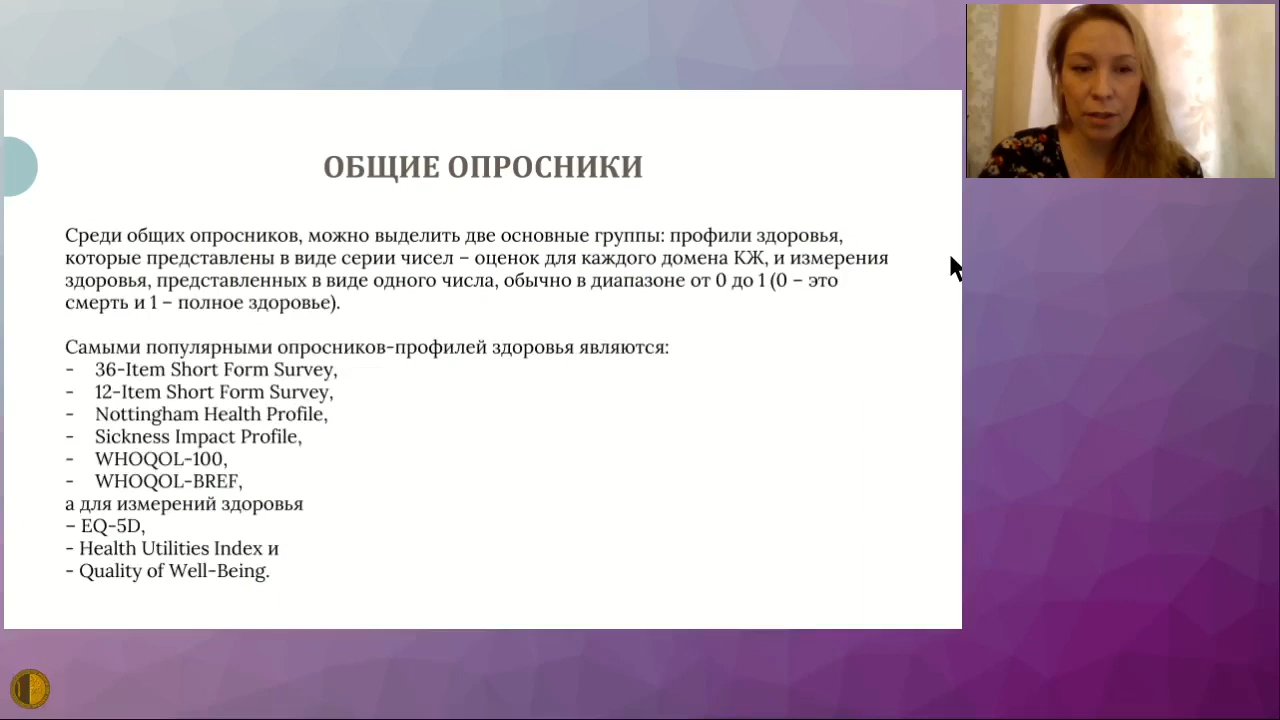 ОБЩИЕ ОПРОСНИКИ
Среди общих опросников, можно выделить две основные группы: профили здоровья,
которые представлены в виде серии чисел – оценок для каждого домена КЖ, и измерения
здоровья, представленных в виде одного числа, обычно в диапазоне от 0 до 1 (0 – это
смерть и 1 – полное здоровье).
Самыми популярными опросников-профилей здоровья являются:
- 36-Item Short Form Survey,
- 12-Item Short Form Survey,
- Nottingham Health Profile,
- Sickness Impact Profile,
- WHOQOL-100,
- WHOQOL-BREF,
а для измерений здоровья
– EQ-5D,
- Health Utilities Index и
- Quality of Well-Being.